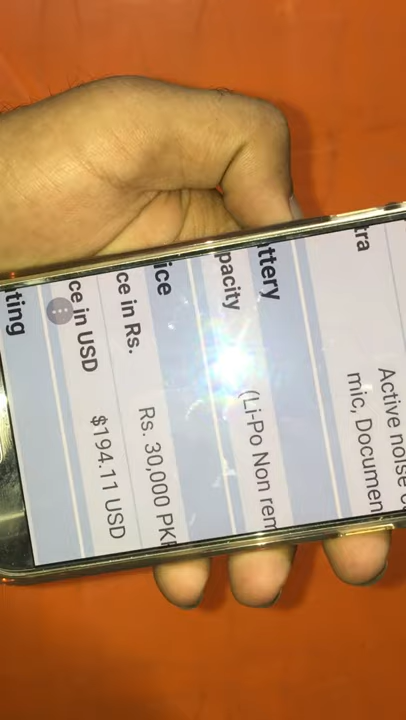 tra
Active noise
mic, Documen
ttery
pacity
(Li-Po Non rem
ice
ce in Rs.
Rs. 30,000 PK
ce in USD
$194.11 USD
ting